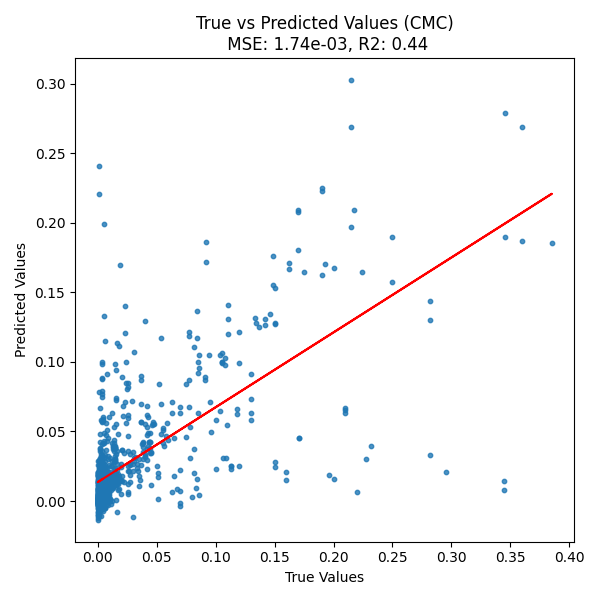 True vs Predicted Values (CMC)
MSE: 1.74e-03, R2: 0.44
Predicted Values
0.30
0.25
0.20
0.15
0.10
0.05
0.00
0.00 0.05 0.10 0.15 0.20 0.25 0.30 0.35 0.40
True Values